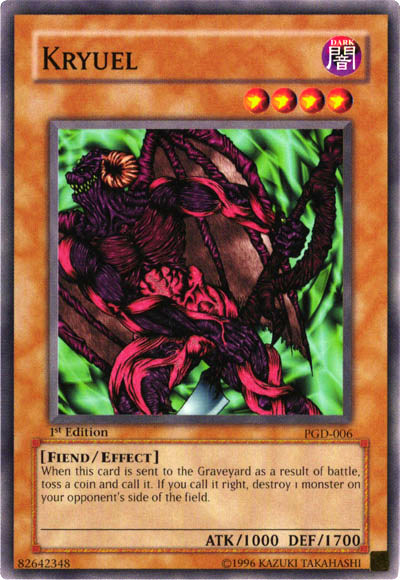 KRYUEL
DARK
闇
1st Edition
PGD-006
[FIEND/EFFECT]
When this card is sent to the Graveyard as a result of battle,
toss a coin and call it. If you call it right, destroy 1 monster on
your opponent's side of the field.
ATK/1000 DEF/1700
82642348
©1996 KAZUKI TAKAHASHI